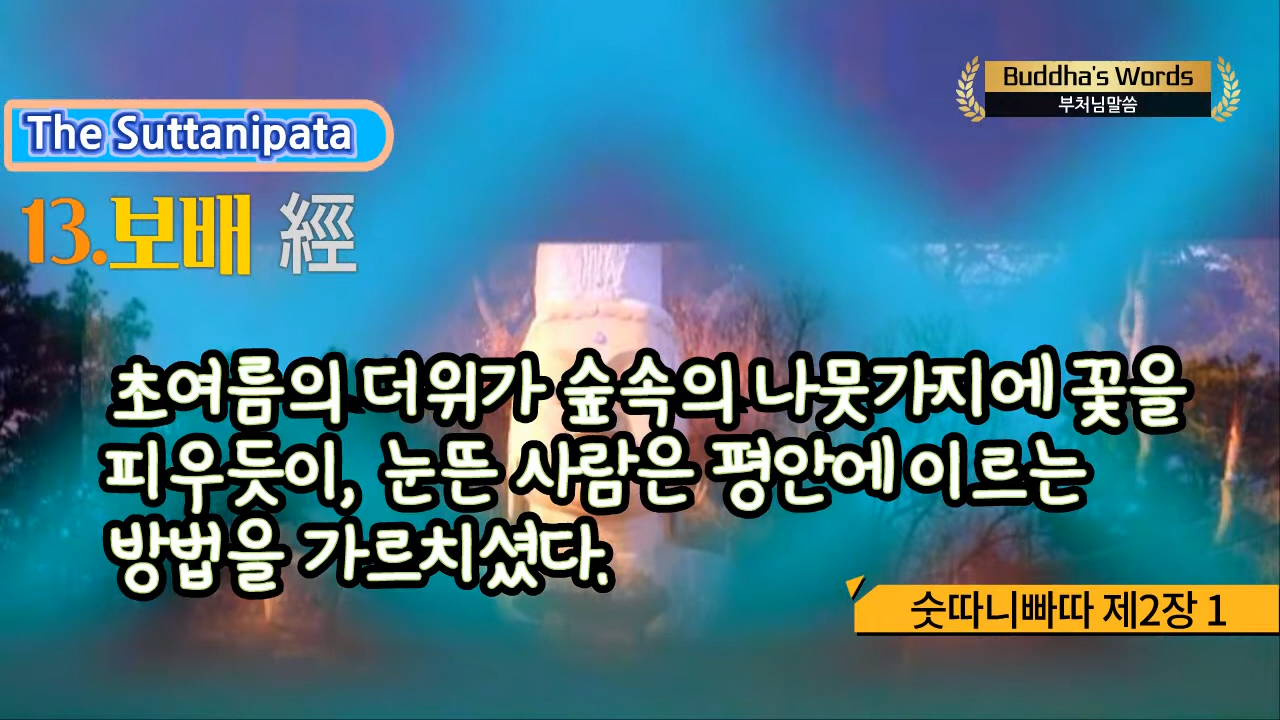 Buddha's Words
부처님말씀
The Suttanipata
13.보배 經
초여름의 더위가 숲속의 나뭇가지에 꽃을
피우듯이, 눈뜬 사람은 평안에 이르는
방법을 가르치셨다.
숫따니빠따 제2장 1